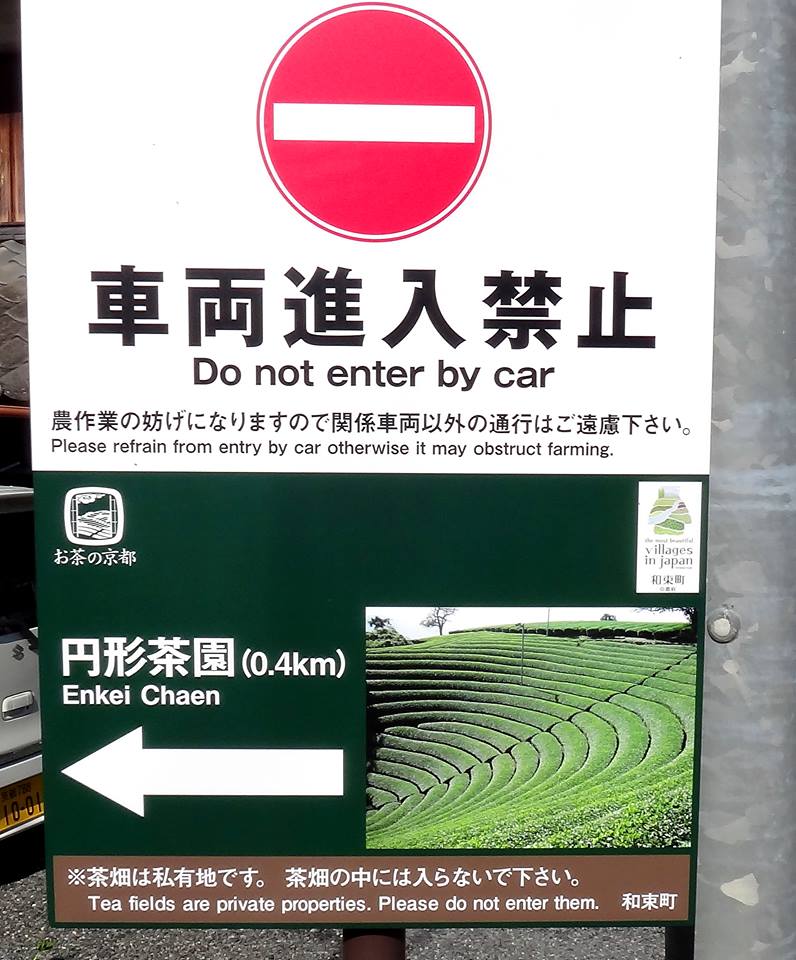 車両進入禁止
Do not enter by car
農作業の妨げになりますので関係車両以外の通行はご遠慮下さい。
Please refrain from entry by car otherwise it may obstruct farming.
お茶の京都
the most beautiful
villages
in japan
和束町
円形茶園(0.4km)
Enkei Chaen
※茶畑は私有地です。 茶畑の中には入らないで下さい。
Tea fields are private properties. Please do not enter them. 和束町
10-01